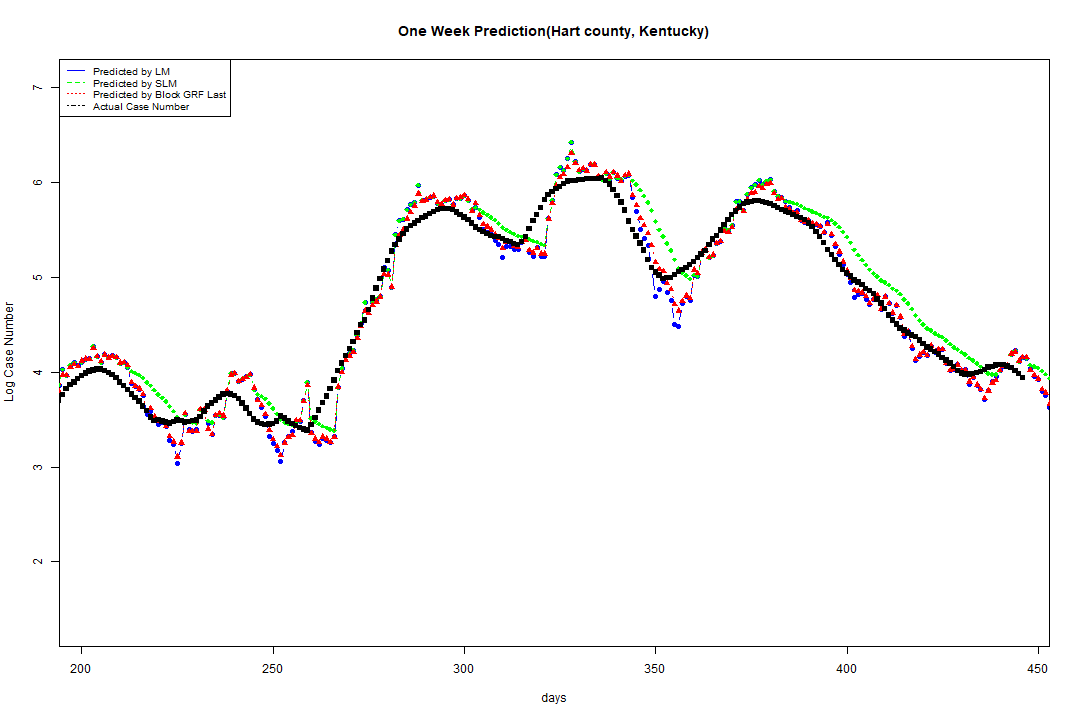 One Week Prediction(Hart county, Kentucky)
Predicted by LM
Predicted by SLM
Predicted by Block GRF Last
Actual Case Number
7
6
5
4
3
2
Log Case Number
200 250 300 350 400 450
days